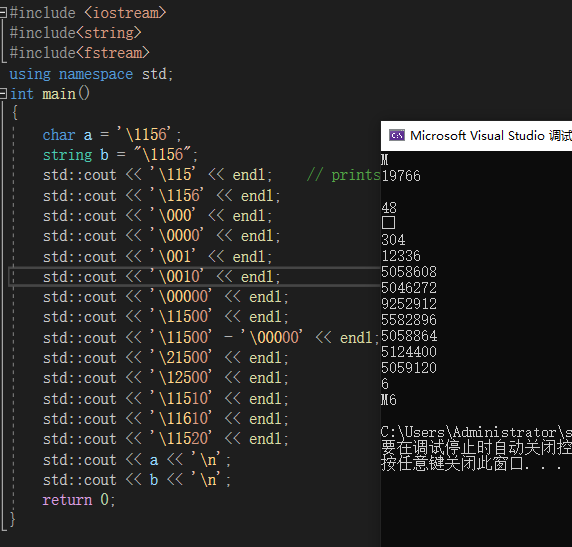 #include <iostream>
#include<string>
#include<fstream>
using namespace std;
int main()
{
char a = '\1156';
string b = "\1156";
std::cout << '\115' << endl; // prints
std::cout << '\1156' << endl;
std::cout << '\000' << endl;
std::cout << '\0000' << endl;
std::cout << '\001' << endl;
std::cout << '\0010' << endl;
std::cout << '\00000' << endl;
std::cout << '\11500' << endl;
std::cout << '\11500' - '\00000' << endl;
std::cout << '\21500' << endl;
std::cout << '\12500' << endl;
std::cout << '\11510' << endl;
std::cout << '\11610' << endl;
std::cout << '\11520' << endl;
std::cout << a << '\n';
std::cout << b << '\n';
return 0;
}
Microsoft Visual Studio 调试
M
19766
48
304
12336
5058608
5046272
9252912
5582896
5058864
5124400
5059120
6
M6
C:\Users\Administrator\s
要在调试停止时自动关闭控
按任意键关闭此窗口. . .